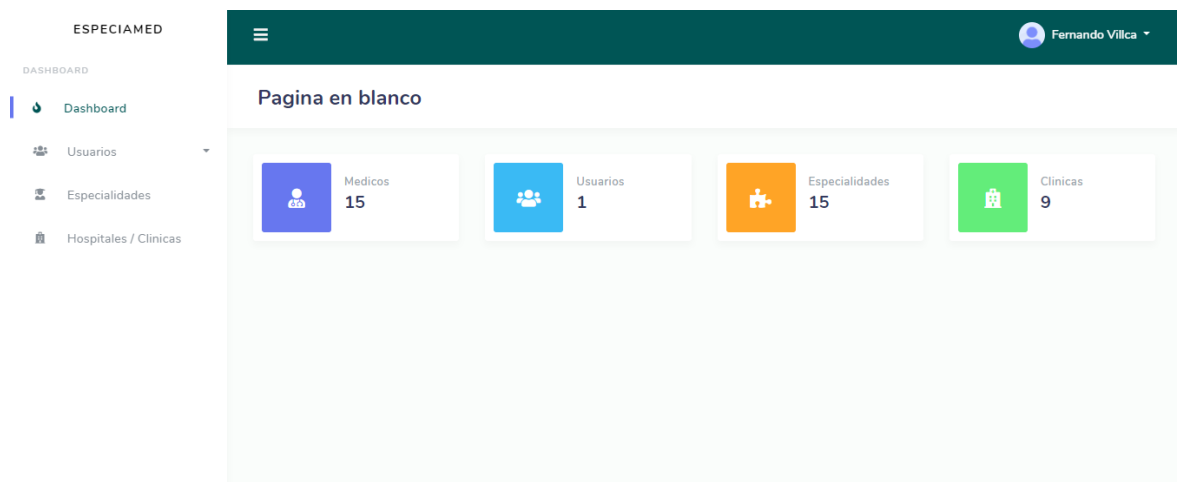 ESPECIAMED
Fernando Villca
DASHBOARD
Dashboard
Usuarios
Especialidades
Hospitales / Clinicas
Pagina en blanco
Medicos
15
Usuarios
1
Especialidades
15
Clinicas
9